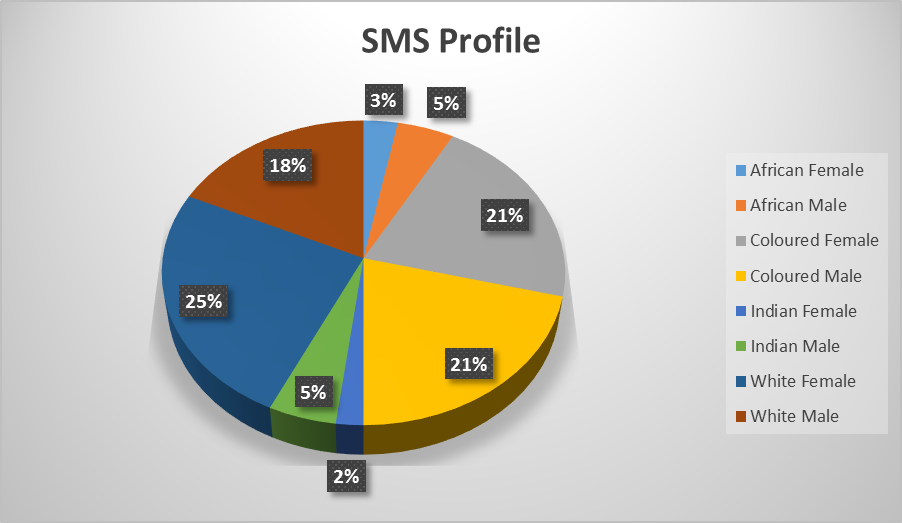 SMS Profile
3%
5%
21%
21%
2%
5%
25%
18%
African Female
African Male
Coloured Female
Coloured Male
Indian Female
Indian Male
White Female
White Male